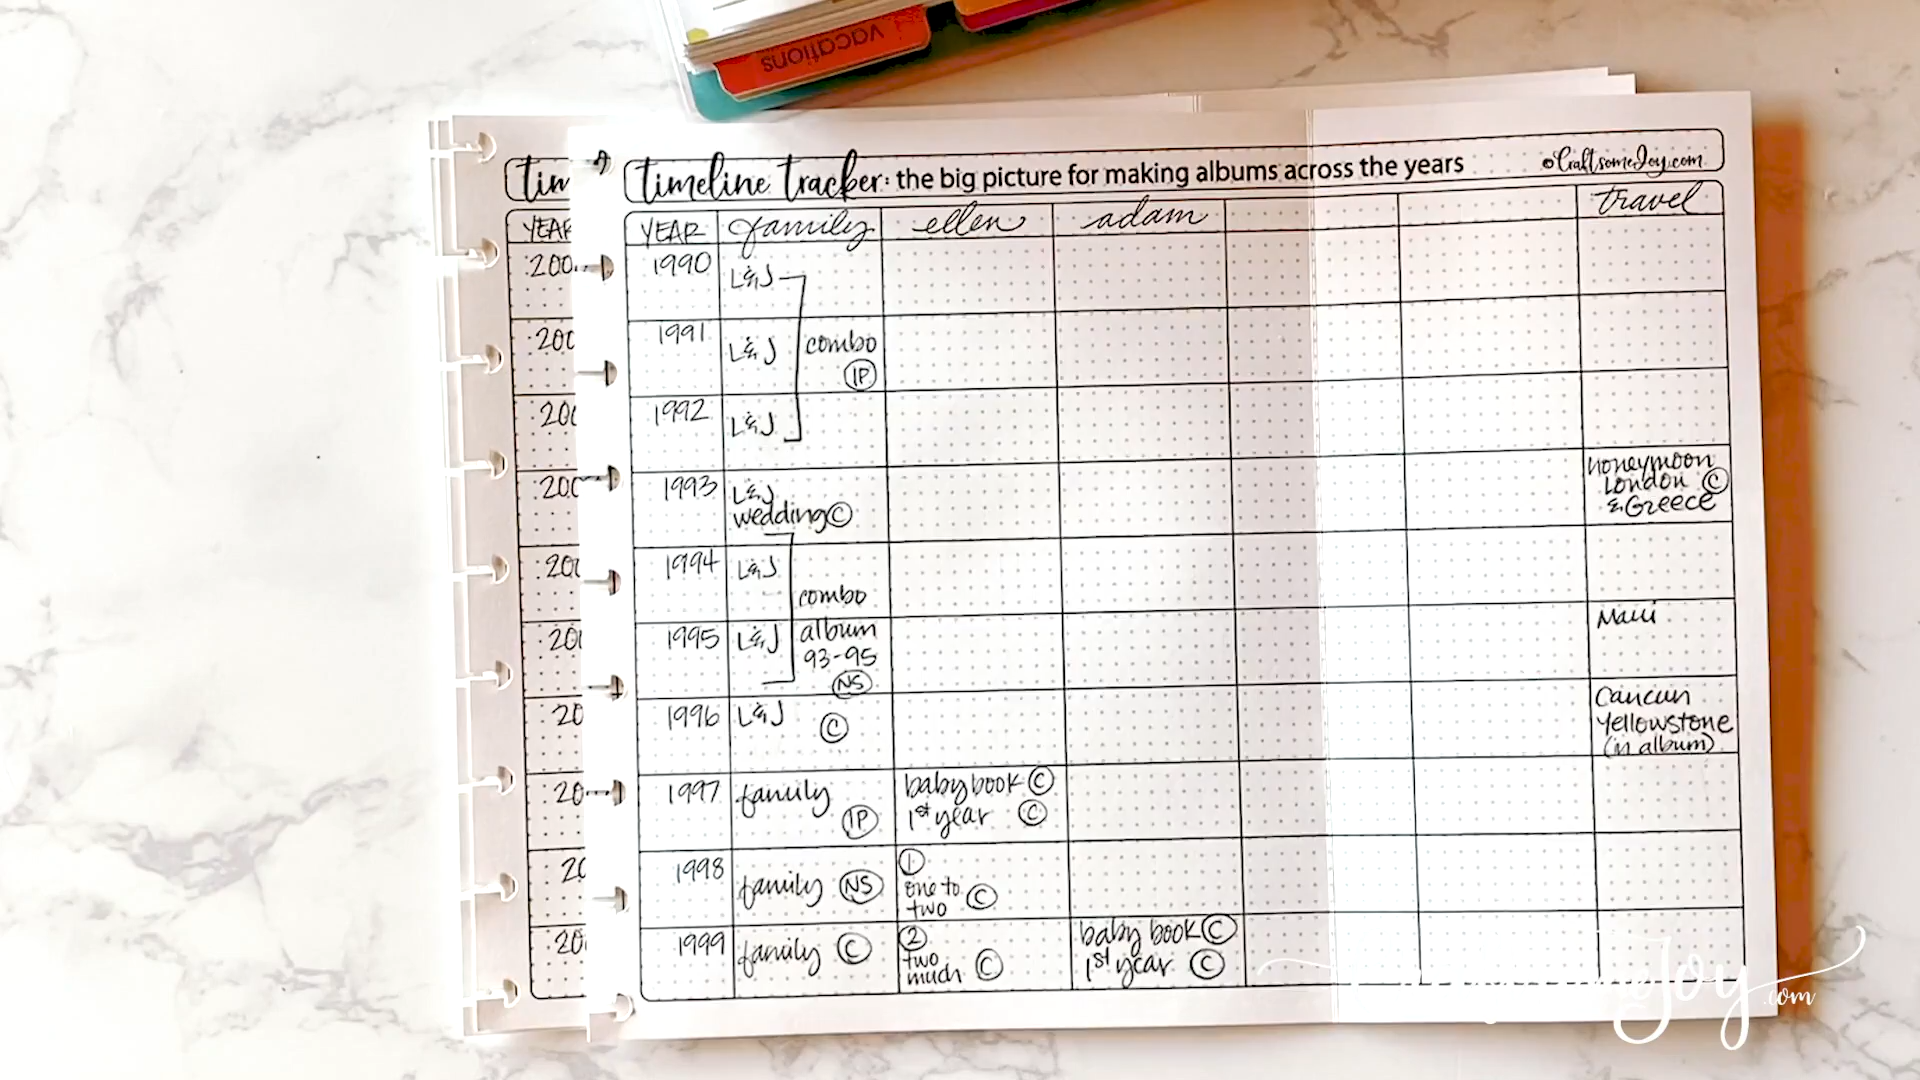 vacations
tim
timeline tracker: the big picture for making albums across the years ©CraftsomeJoy.com
YEAR family ellen adam travel
1990 L&J
1991 L&J combo
IP
1992 L&J
1993 L&J
wedding ©
honeymoon
London ©
& Greece
1994 L&J
combo
1995 L&J album
93-95
NS
Maui
1996 L&J ©
Cancun
Yellowstone
(in album)
1997 family IP
baby book ©
1st year ©
1998 family NS
1
one to
two ©
1999 family ©
2
two
much ©
baby book ©
1st year ©
YEAR
Joy.com